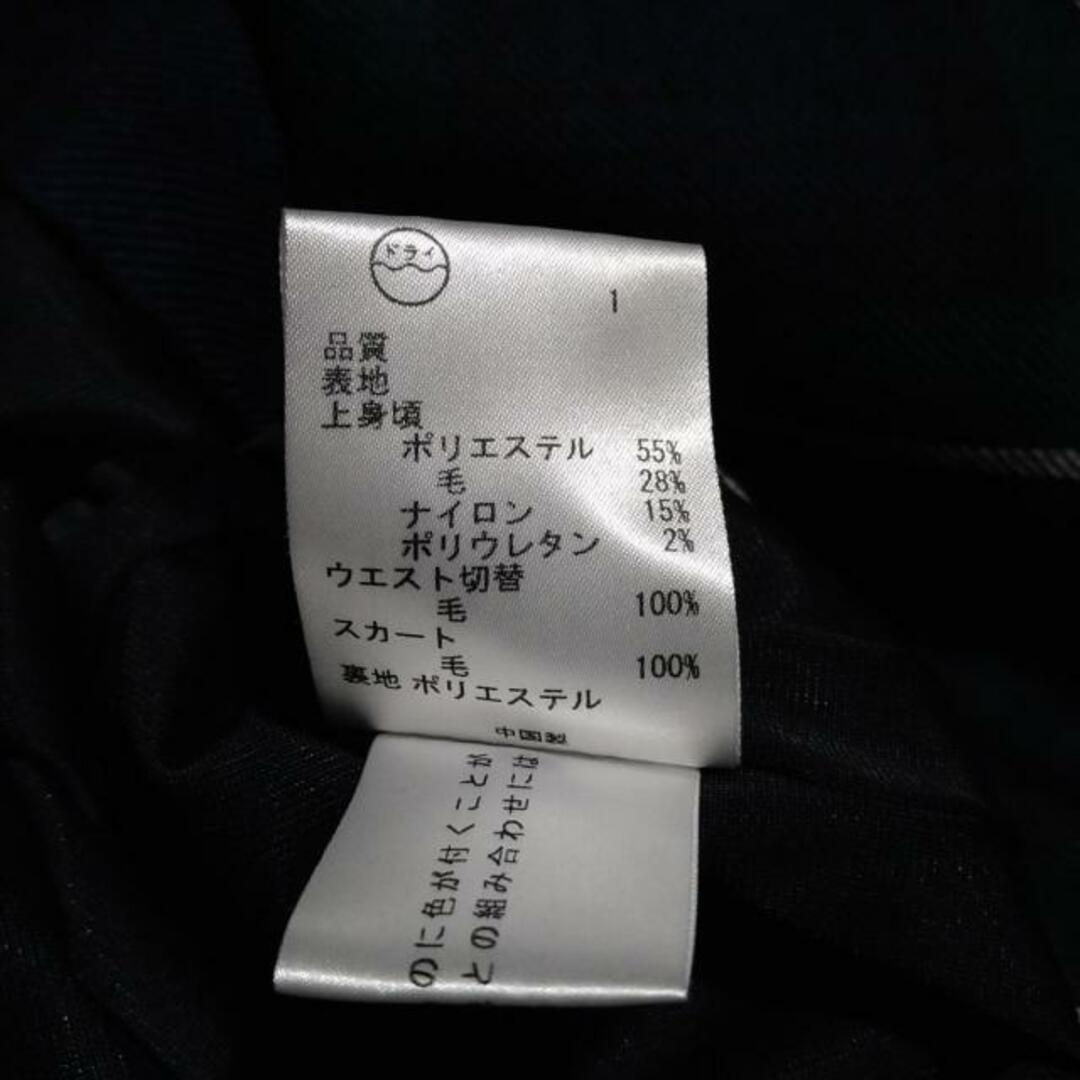 ドライ
1
品質
表地
上身頃
ポリエステル 55%
毛 28%
ナイロン 15%
ポリウレタン 2%
ウエスト切替
毛 100%
スカート
毛 100%
裏地 ポリエステル
中国製
のに色が付くことが
との組み合わせには